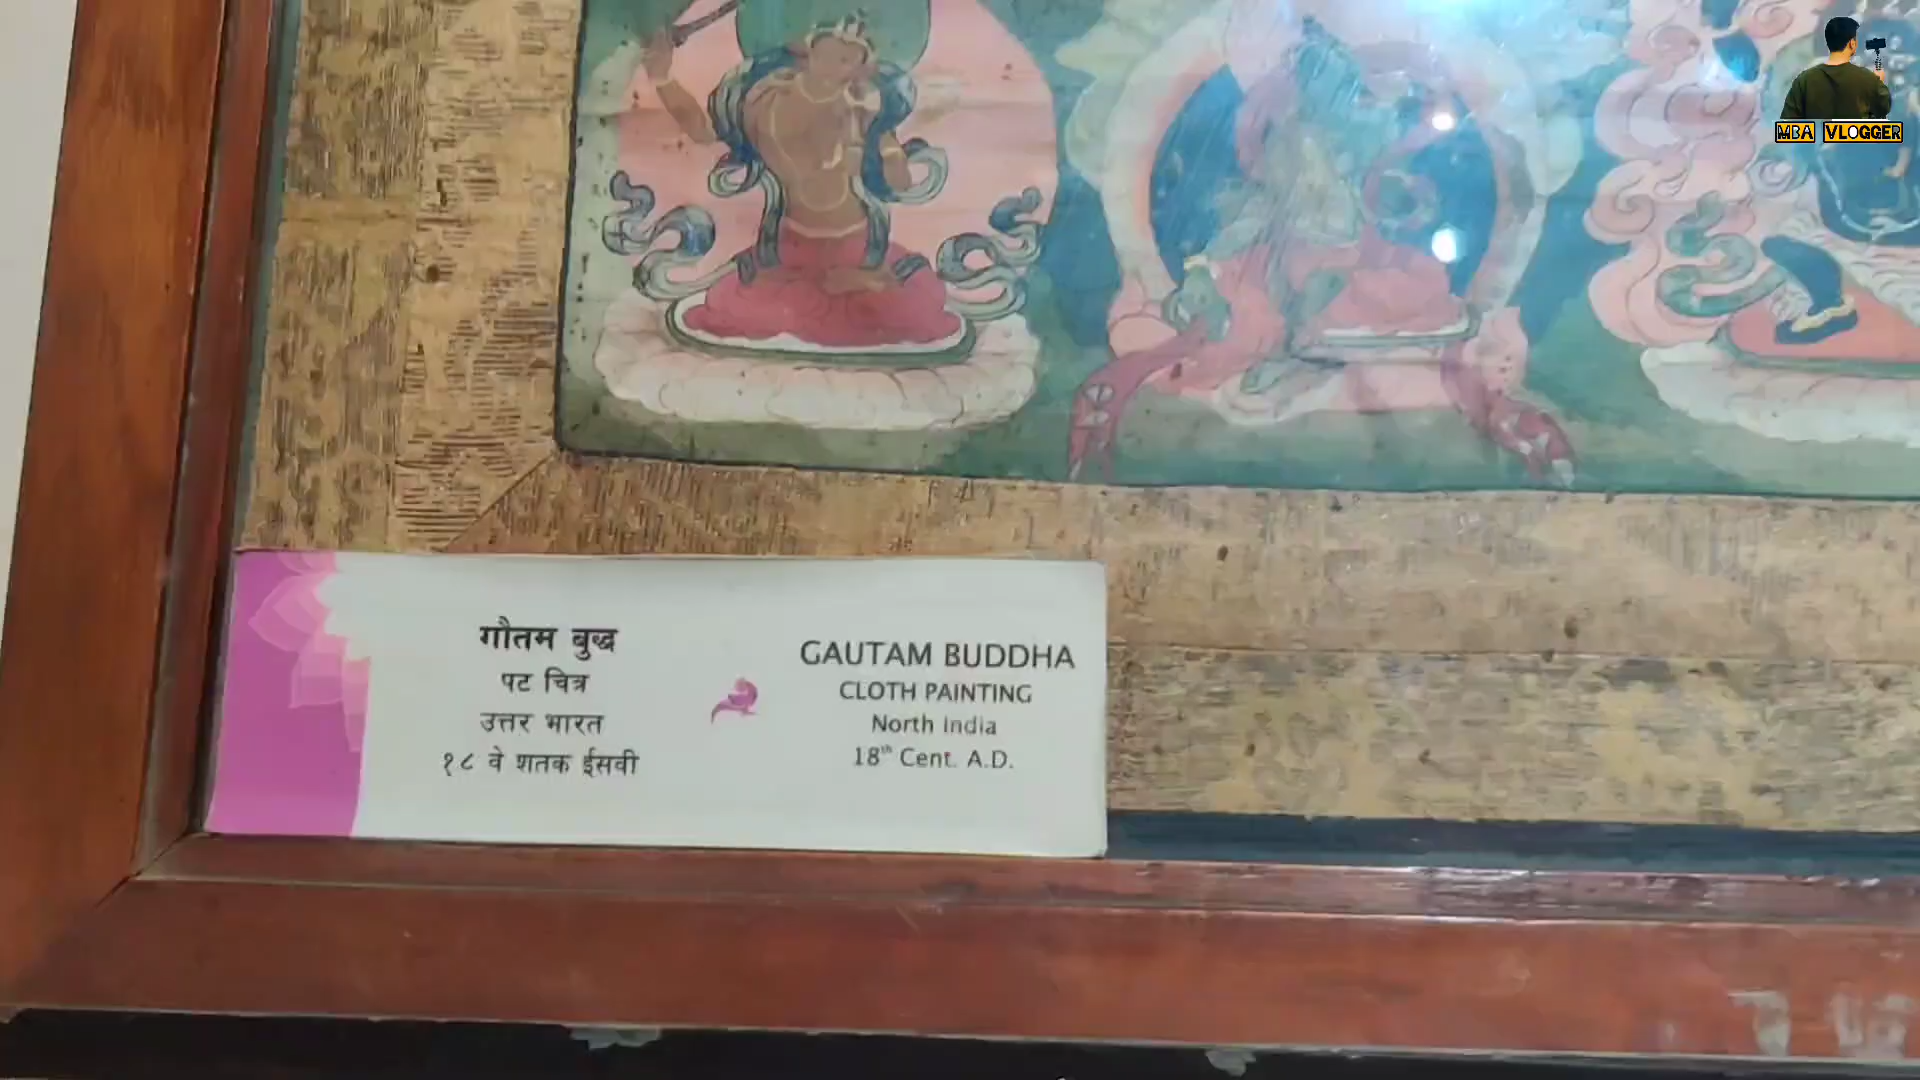 MBA VLOGGER
गौतम बुद्ध
पट चित्र
उत्तर भारत
१८ वे शतक ईसवी
GAUTAM BUDDHA
CLOTH PAINTING
North India
18th Cent. A.D.